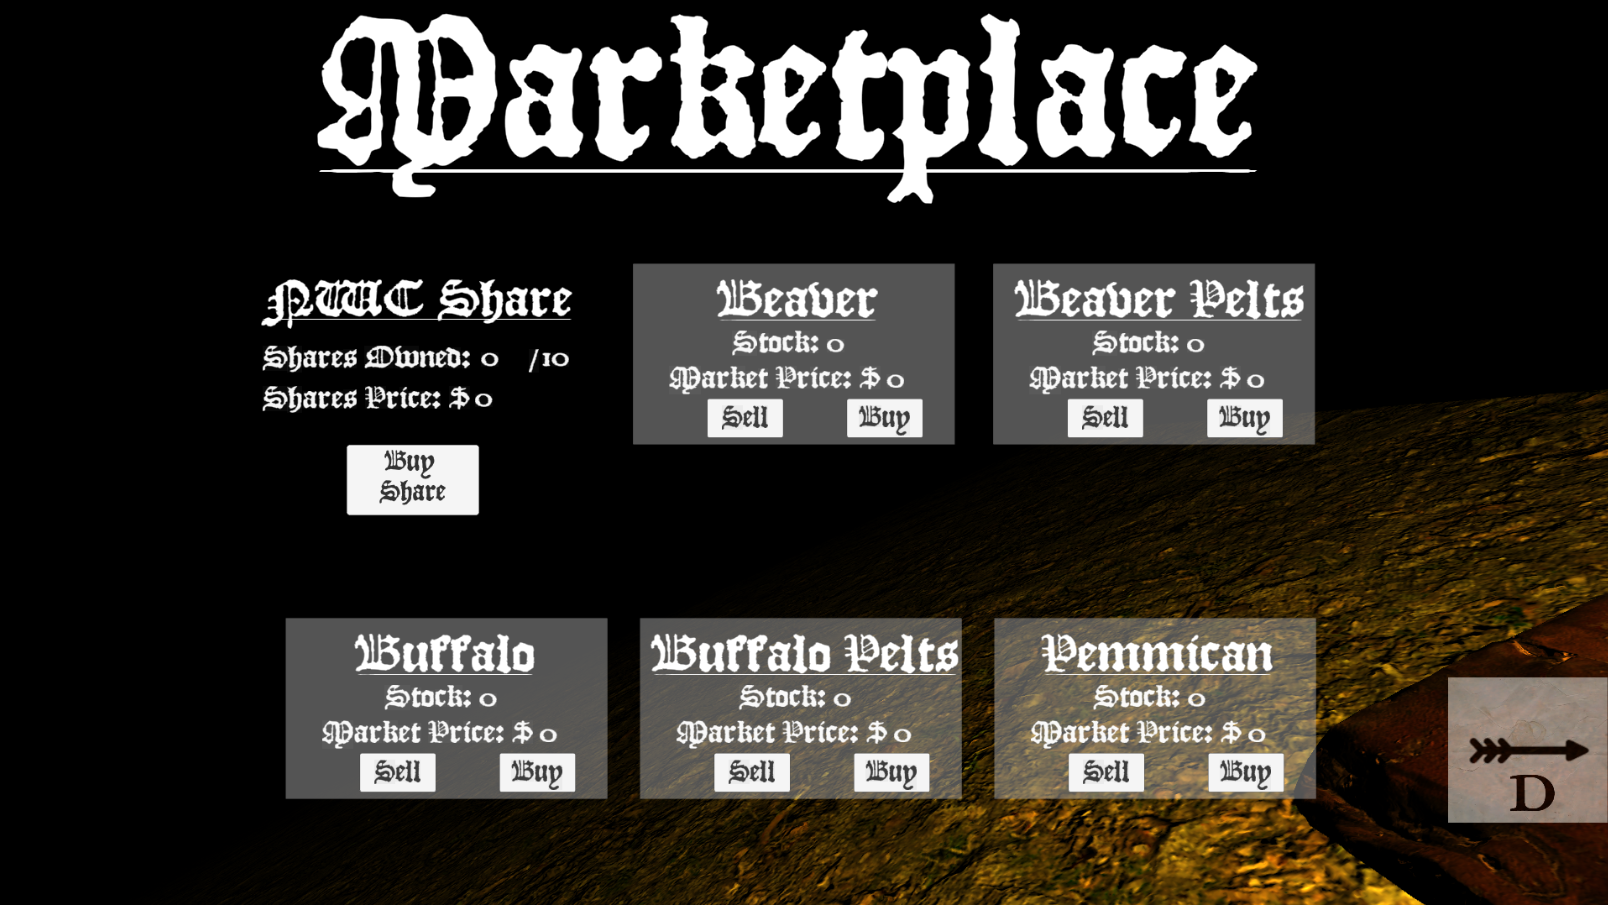 Marketplace
NWC Share
Shares Owned: 0 /10
Shares Price: $ 0
Buy
Share
Beaver
Stock: 0
Market Price: $ 0
Sell Buy
Beaver Pelts
Stock: 0
Market Price: $ 0
Sell Buy
Buffalo
Stock: 0
Market Price: $ 0
Sell Buy
Buffalo Pelts
Stock: 0
Market Price: $ 0
Sell Buy
Pemmican
Stock: 0
Market Price: $ 0
Sell Buy
D